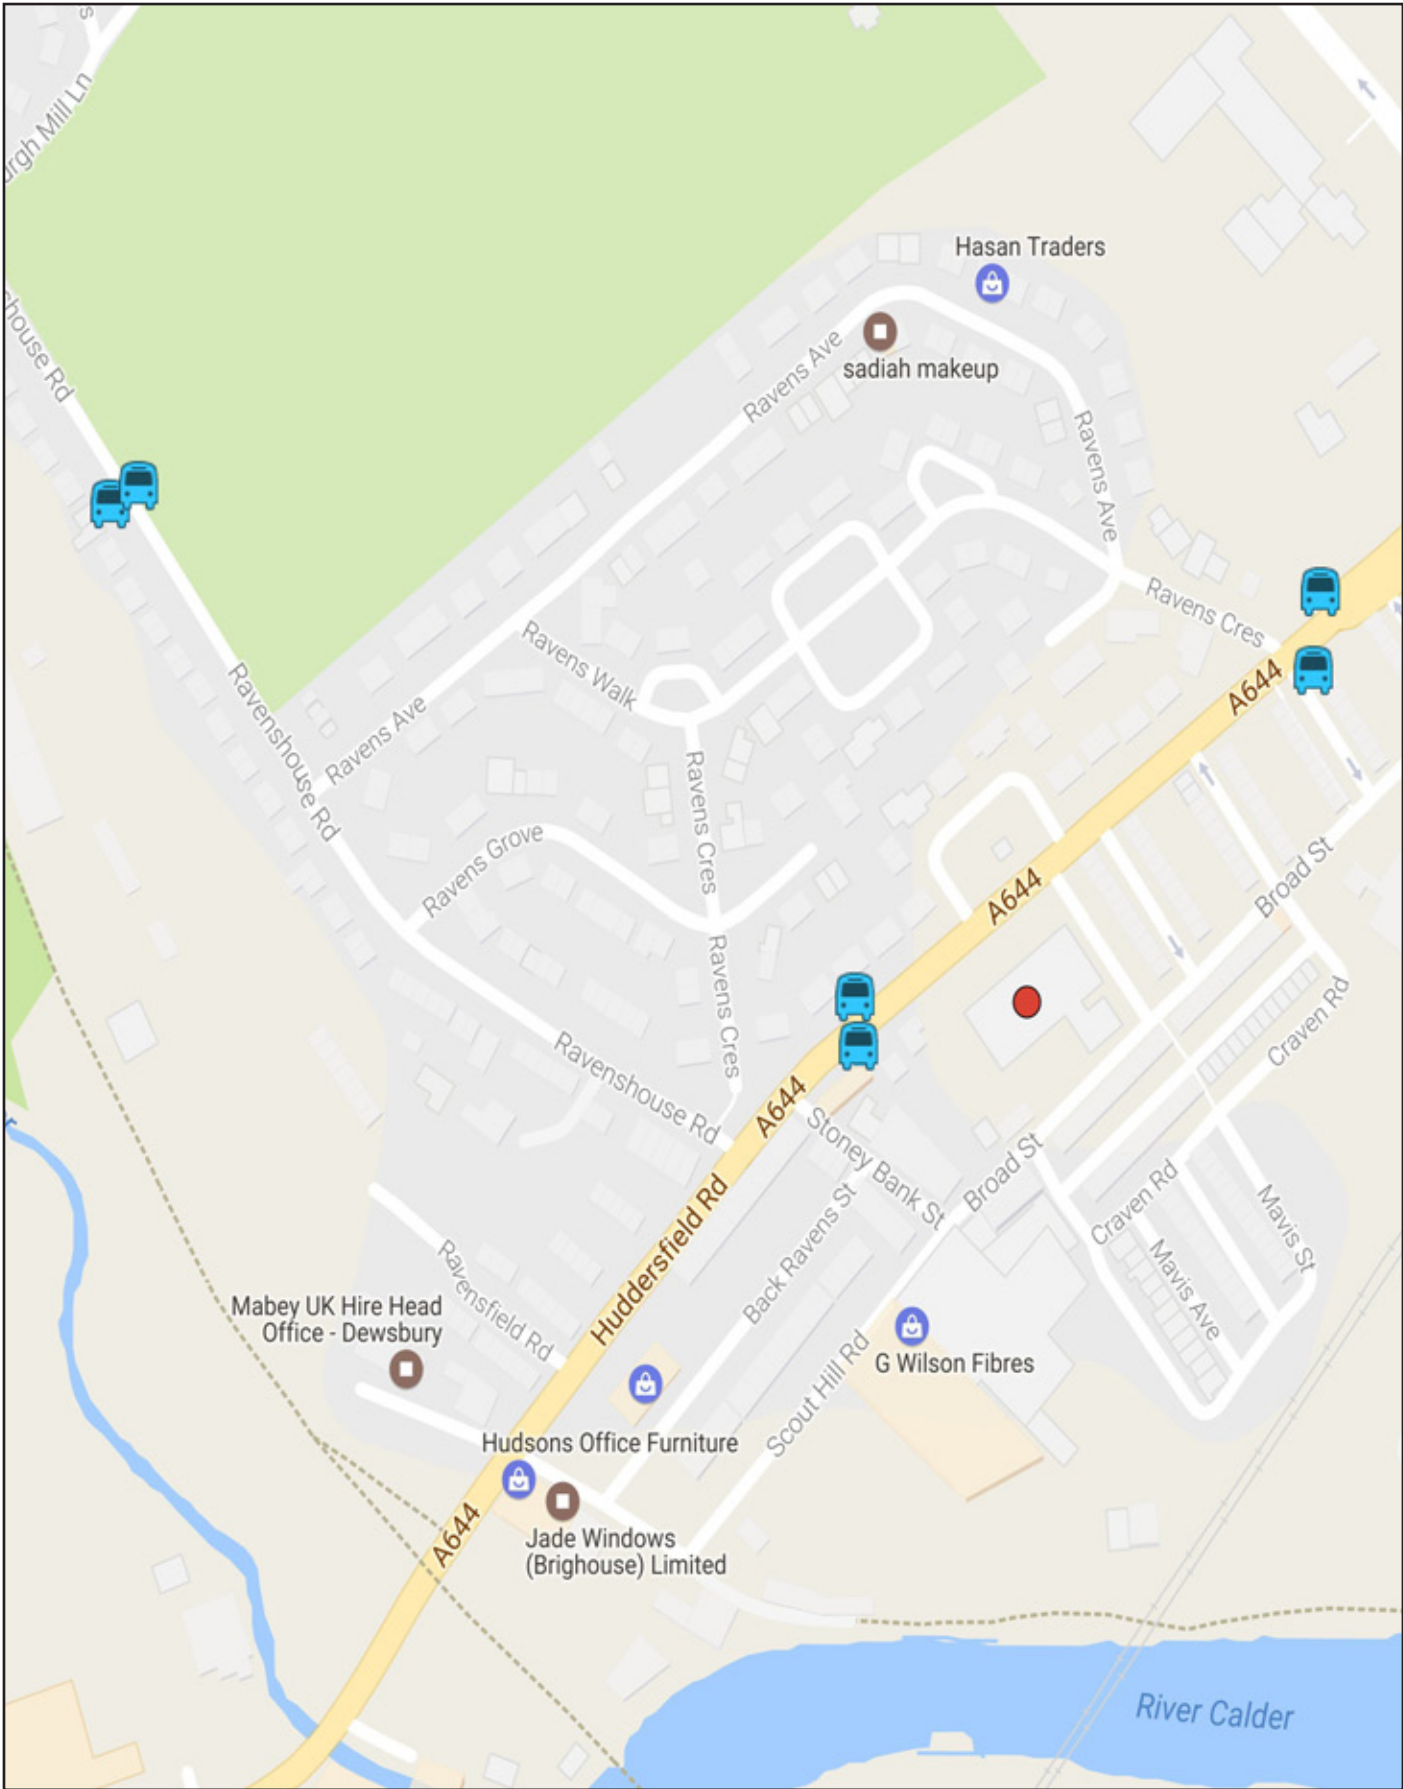 Hasan Traders
sadiah makeup
Ravens Ave
Ravens Ave
Ravens Cres
A644
Ravens Walk
Ravens Ave
Ravenshouse Rd
Ravens Cres
Ravens Grove
A644
Broad St
Ravens Cres
Craven Rd
Ravenshouse Rd
A644
Stoney Bank St
Broad St
Craven Rd
Mavis St
Mavis Ave
Back Ravens St
Huddersfield Rd
Ravensfield Rd
Mabey UK Hire Head
Office - Dewsbury
G Wilson Fibres
Scout Hill Rd
Hudsons Office Furniture
A644
Jade Windows
(Brighouse) Limited
River Calder
Mill Ln
Rd